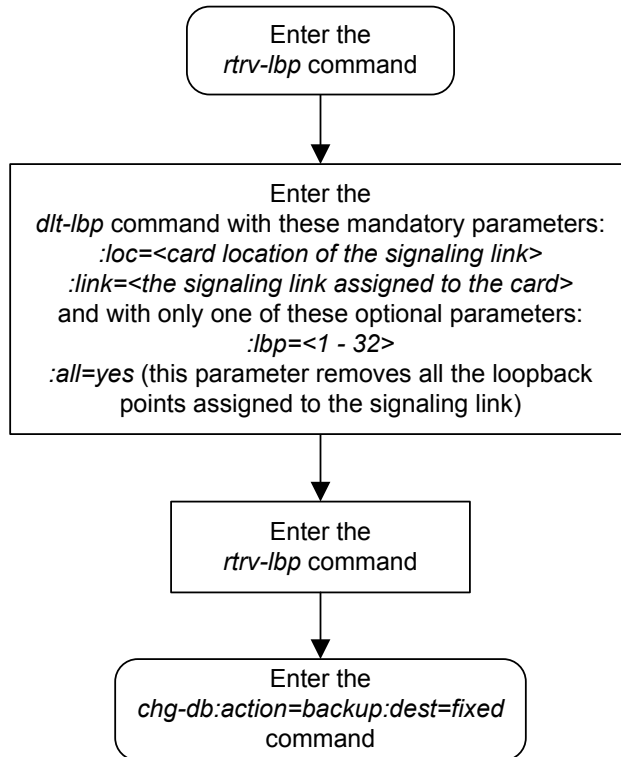 Enter the
rtrv-lbp command
Enter the
dlt-lbp command with these mandatory parameters:
:loc=<card location of the signaling link>
:link=<the signaling link assigned to the card>
and with only one of these optional parameters:
:lbp=<1 - 32>
:all=yes (this parameter removes all the loopback
points assigned to the signaling link)
Enter the
rtrv-lbp command
Enter the
chg-db:action=backup:dest=fixed
command